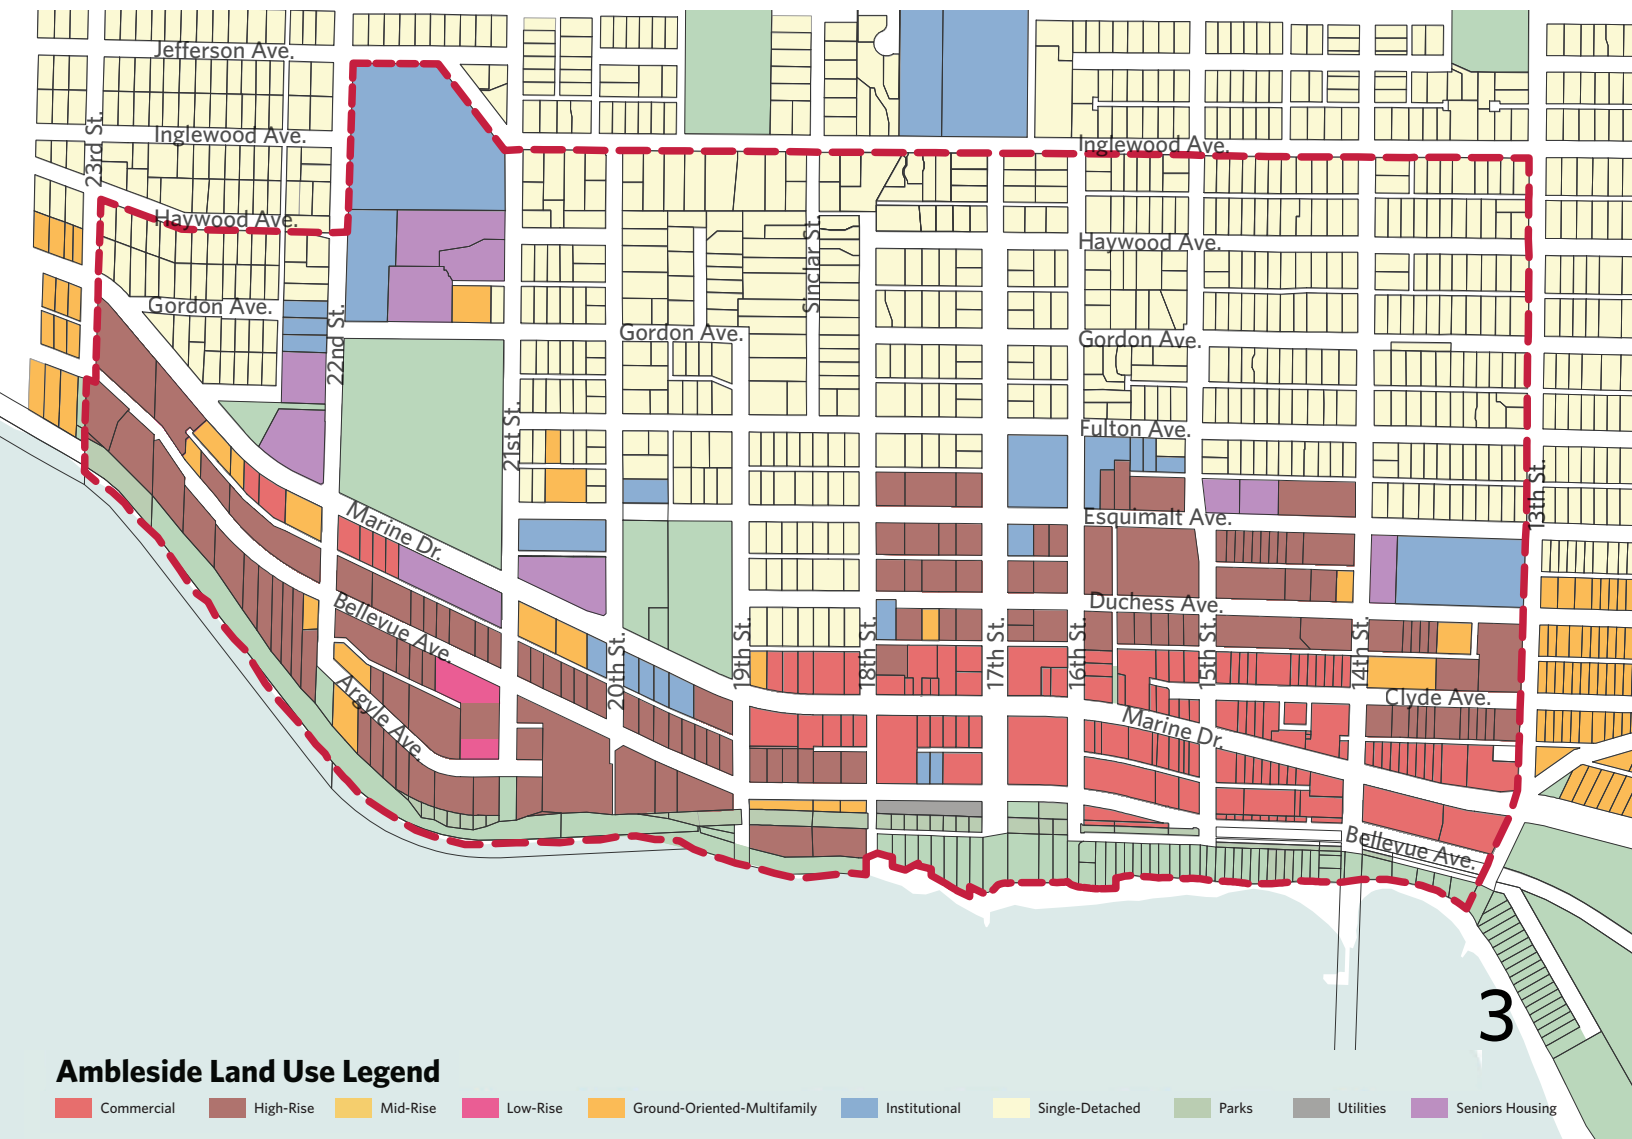 Jefferson Ave.
Inglewood Ave.
23rd St.
Inglewood Ave.
Haywood Ave.
Haywood Ave.
Sinclar St.
Gordon Ave.
22nd St.
Gordon Ave.
Gordon Ave.
21st St.
Fulton Ave.
13th St.
Marine Dr.
Esquimalt Ave.
Bellevue Ave.
Duchess Ave.
20th St.
19th St.
18th St.
17th St.
16th St.
15th St.
14th St.
Argyle Ave.
Clyde Ave.
Marine Dr.
Bellevue Ave.
3
Ambleside Land Use Legend
Commercial High-Rise Mid-Rise Low-Rise Ground-Oriented-Multifamily Institutional Single-Detached Parks Utilities Seniors Housing